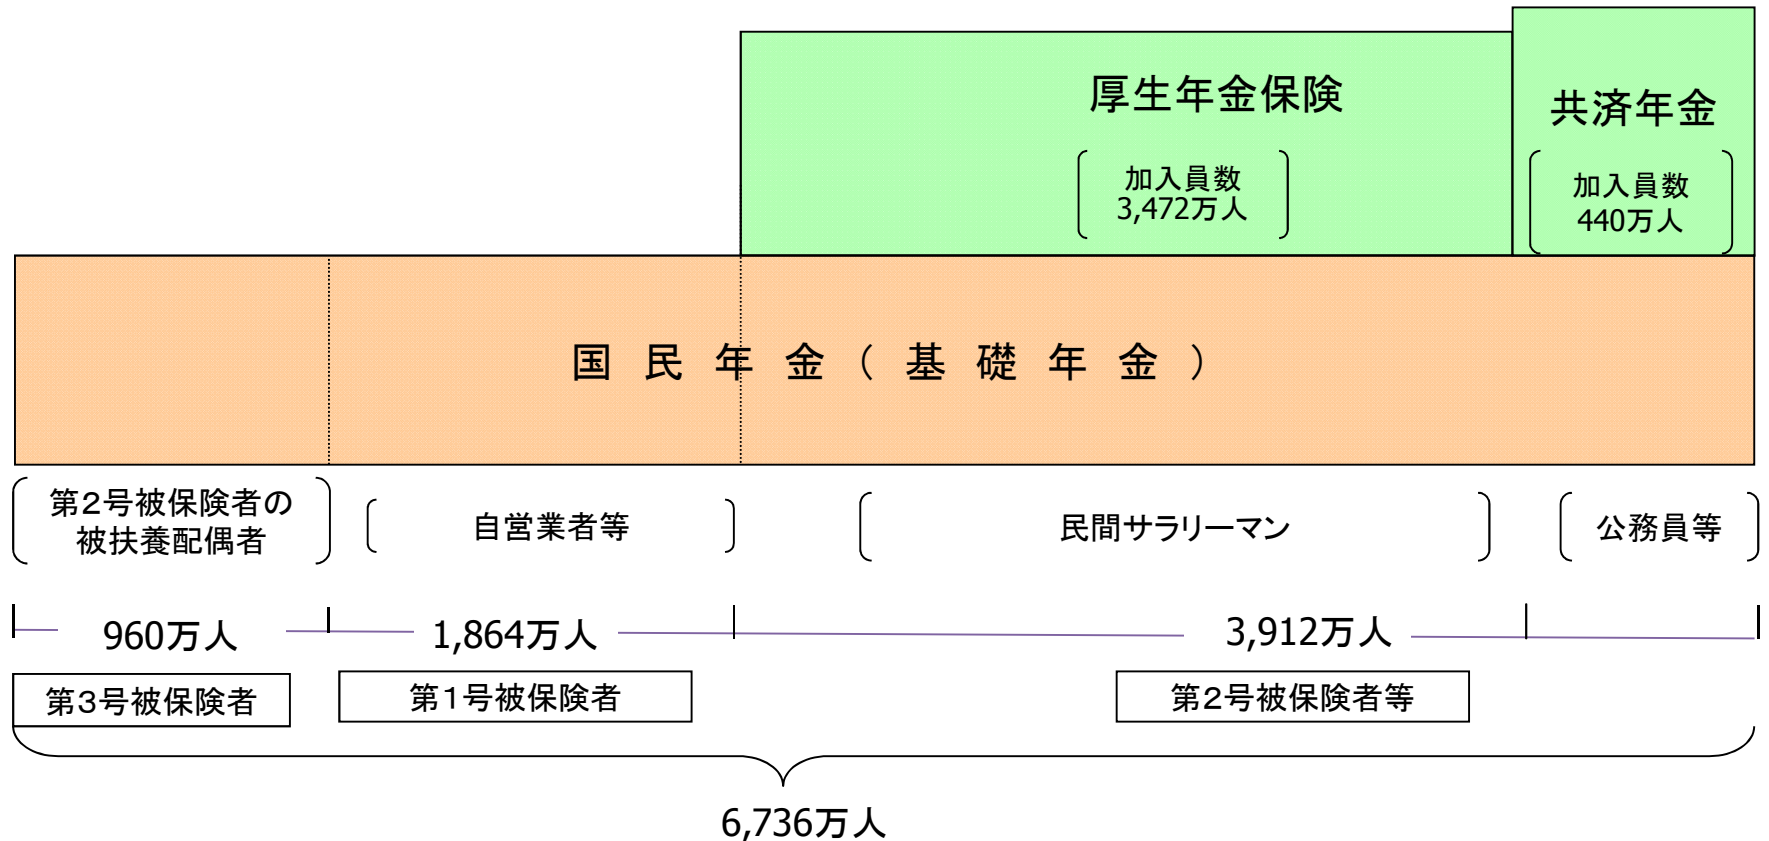 厚生年金保険
加入員数
3,472万人
共済年金
加入員数
440万人
国民年金(基礎年金)
第2号被保険者の
被扶養配偶者
自営業者等
民間サラリーマン
公務員等
960万人
1,864万人
3,912万人
第3号被保険者
第1号被保険者
第2号被保険者等
6,736万人